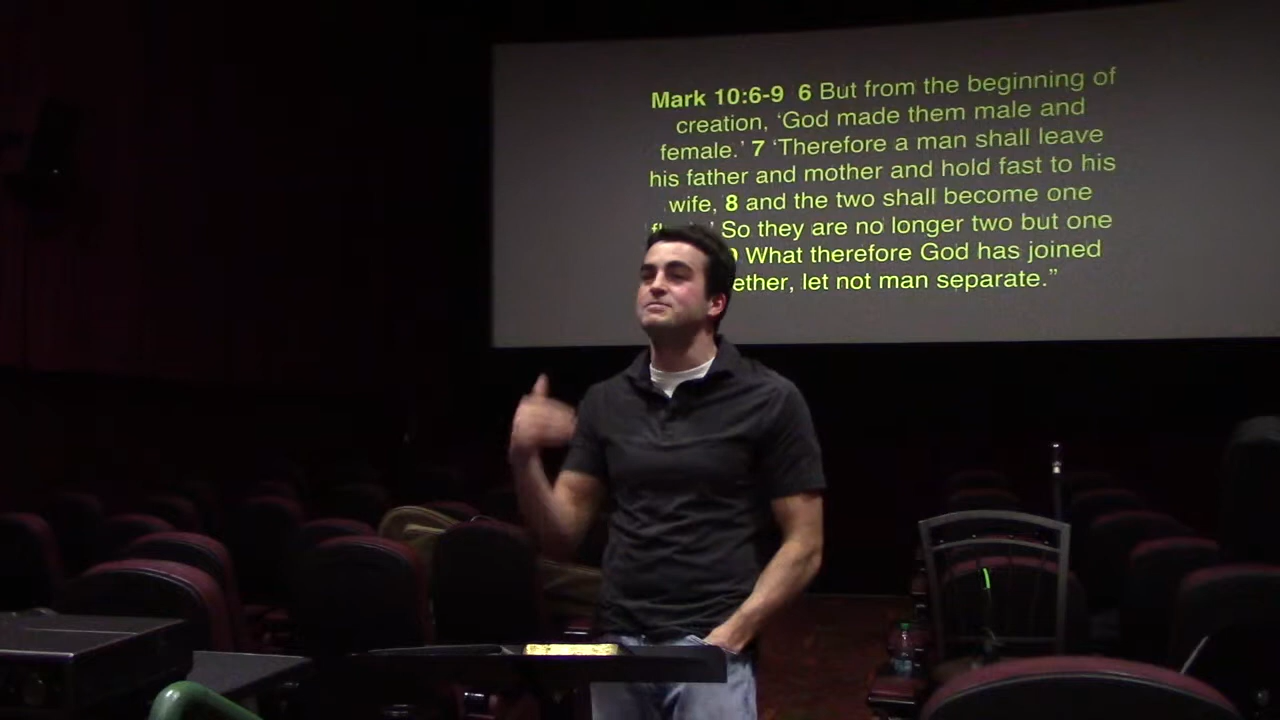 Mark 10:6-9 6 But from the beginning of
creation, ‘God made them male and
female.’ 7 ‘Therefore a man shall leave
his father and mother and hold fast to his
wife, 8 and the two shall become one
So they are no longer two but one
What therefore God has joined
let not man separate.”